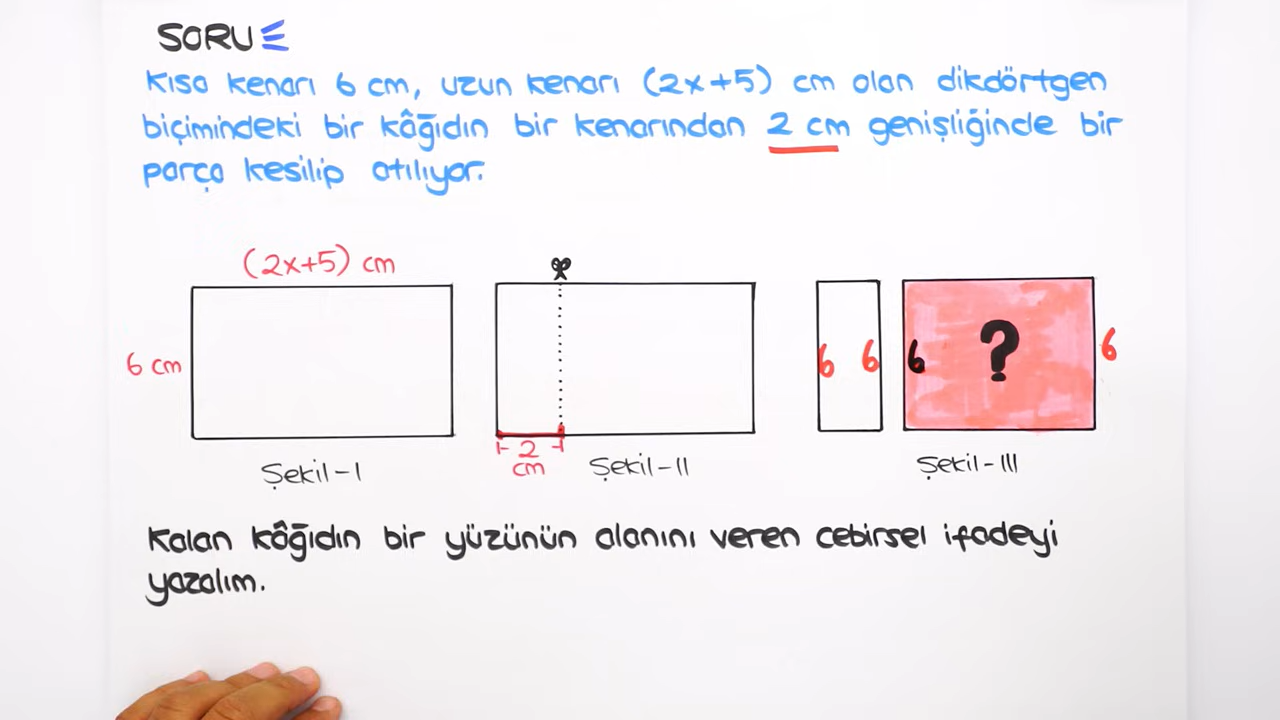 SORU
Kısa kenarı 6 cm, uzun kenarı (2x+5) cm olan dikdörtgen
biçimindeki bir kâğıdın bir kenarından 2 cm genişliğinde bir
parça kesilip atılıyor.
(2x+5) cm
6 cm
2
cm
6 6 6 ? 6
Şekil-I
Şekil-II
Şekil-III
Kalan kâğıdın bir yüzünün alanını veren cebirsel ifadeyi
yazalım.